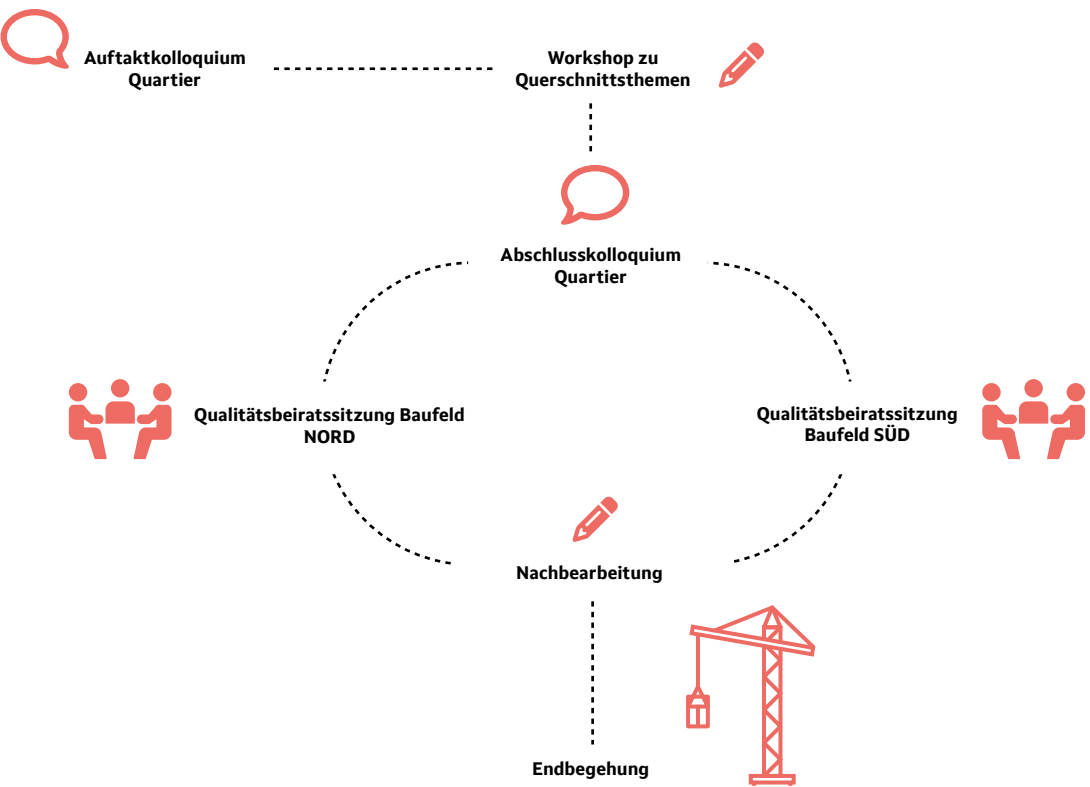 Auftaktkolloquium
Quartier
Workshop zu
Querschnittsthemen
Abschlusskolloquium
Quartier
Qualitätsbeiratssitzung Baufeld
NORD
Qualitätsbeiratssitzung
Baufeld SÜD
Nachbearbeitung
Endbegehung